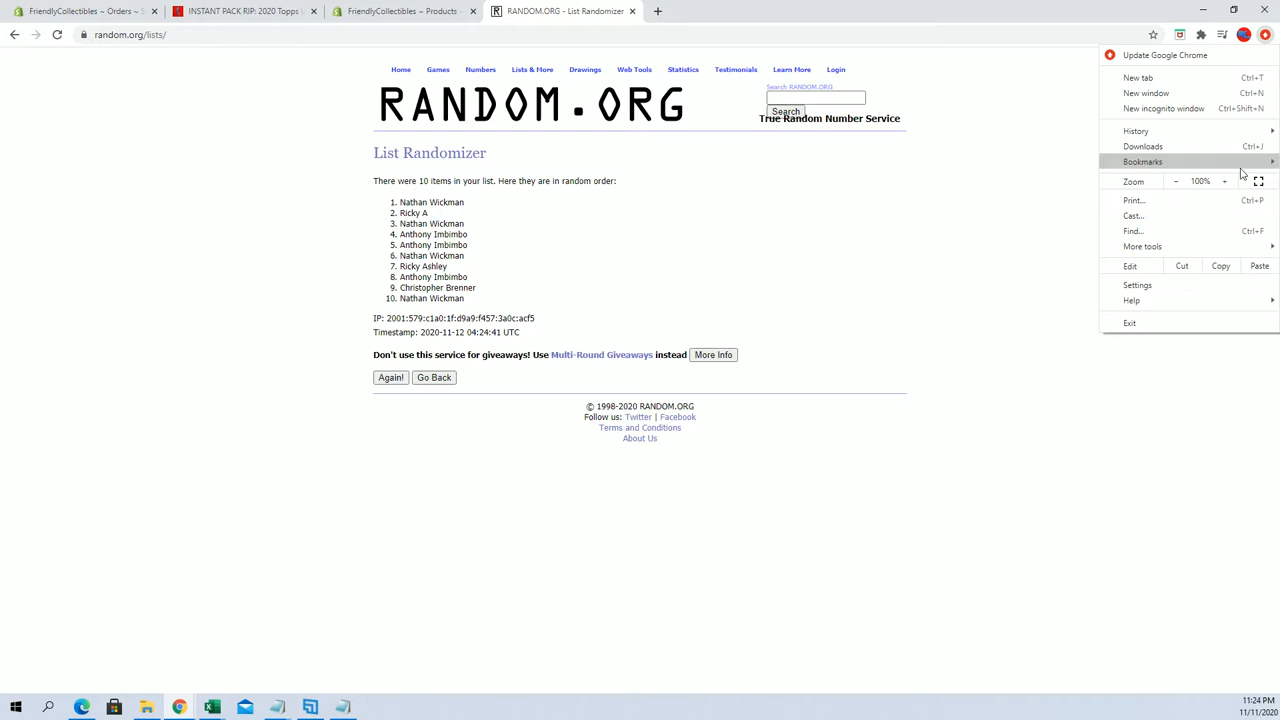 FriendlyCollectibles ~ Orders ~ S
INSTANT PACK RIP: 2020 Topps
FriendlyCollectibles ~ Products ~
RANDOM.ORG - List Randomizer
random.org/lists/
Update Google Chrome
New tab Ctrl+T
New window Ctrl+N
New incognito window Ctrl+Shift+N
History
Downloads Ctrl+J
Bookmarks
Zoom - 100% +
Print... Ctrl+P
Cast...
Find... Ctrl+F
More tools
Edit Cut Copy Paste
Settings
Help
Exit
Home Games Numbers Lists & More Drawings Web Tools Statistics Testimonials Learn More Login
RANDOM.ORG
Search RANDOM.ORG
Search
True Random Number Service
List Randomizer
There were 10 items in your list. Here they are in random order:
1. Nathan Wickman
2. Ricky A
3. Nathan Wickman
4. Anthony Imbimbo
5. Anthony Imbimbo
6. Nathan Wickman
7. Ricky Ashley
8. Anthony Imbimbo
9. Christopher Brenner
10. Nathan Wickman
IP: 2001:579:c1a0:1f:d9a9:f457:3a0c:acf5
Timestamp: 2020-11-12 04:24:41 UTC
Don't use this service for giveaways! Use Multi-Round Giveaways instead More Info
Again! Go Back
© 1998-2020 RANDOM.ORG
Follow us: Twitter | Facebook
Terms and Conditions
About Us
11:24 PM
11/11/2020